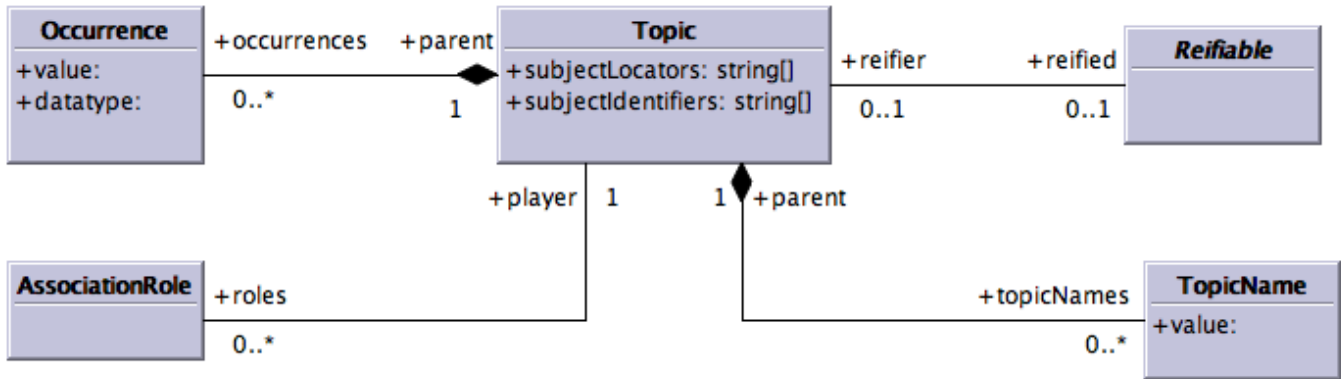 Occurrence
+value:
+datatype:
+occurrences
0..*
+parent
1
Topic
+subjectLocators: string[]
+subjectIdentifiers: string[]
+reifier
0..1
+reified
0..1
Reifiable
+player
1
1
+parent
AssociationRole
+roles
0..*
+topicNames
0..*
TopicName
+value: